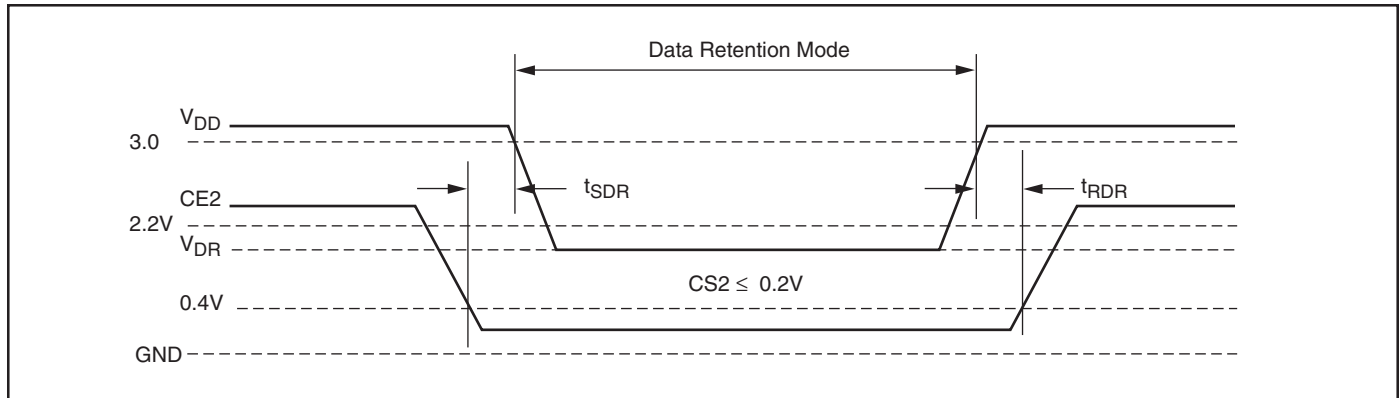 Data Retention Mode
VDD
3.0
tSDR
tRDR
CE2
2.2V
VDR
CS2 ≤ 0.2V
0.4V
GND